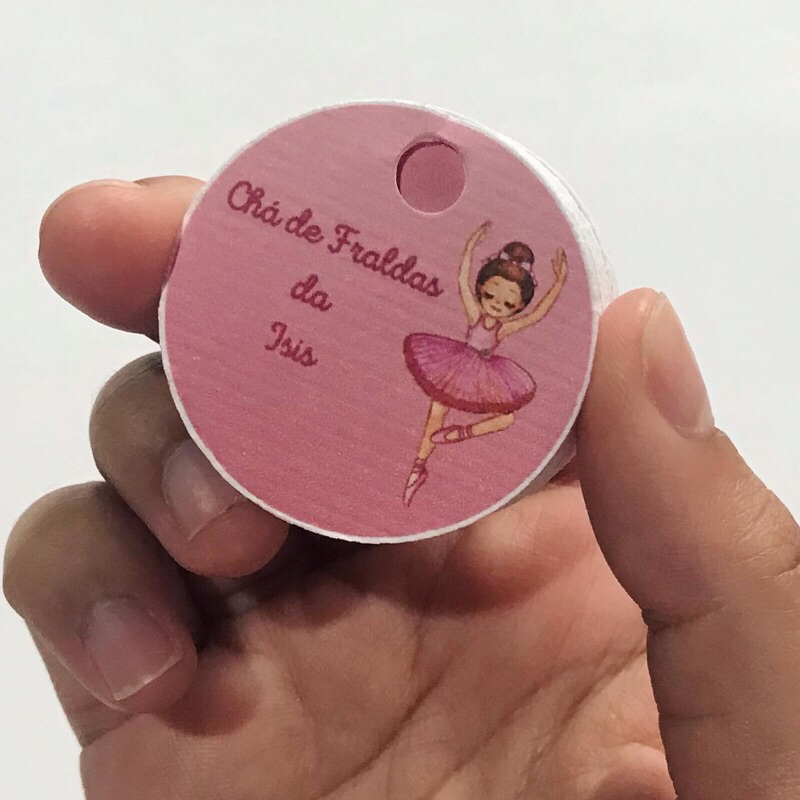 Chá de Fraldas
da
Isis